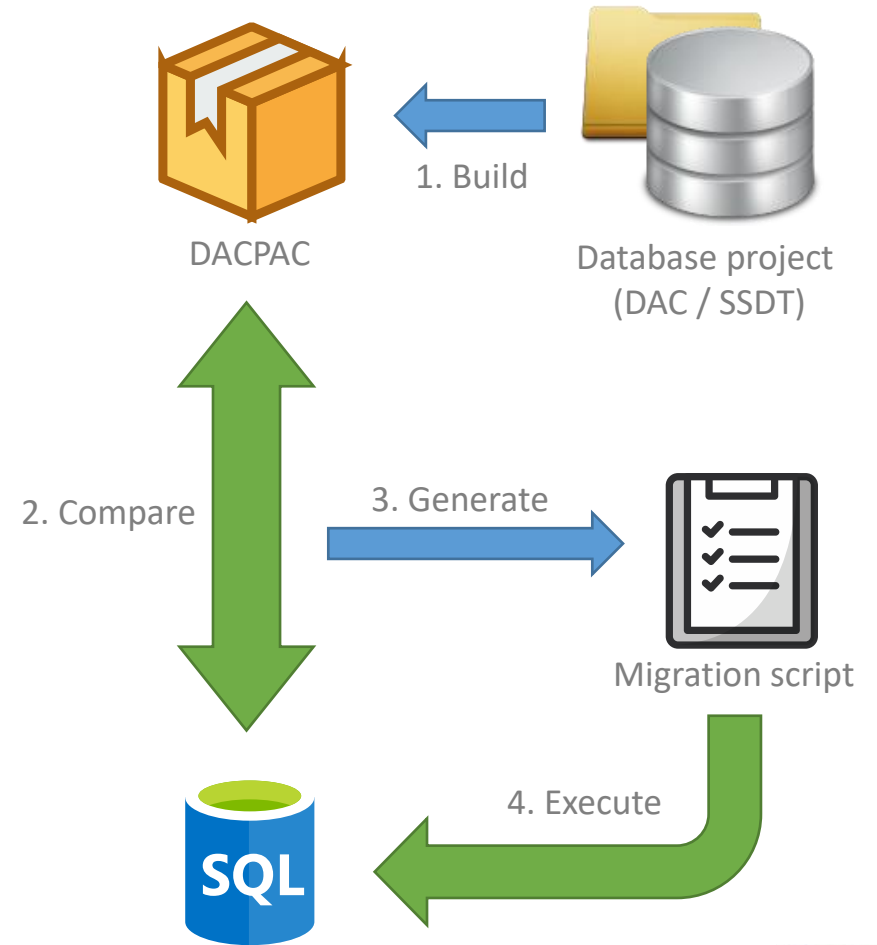 1. Build
DACPAC
Database project
(DAC / SSDT)
2. Compare
3. Generate
Migration script
4. Execute
SQL